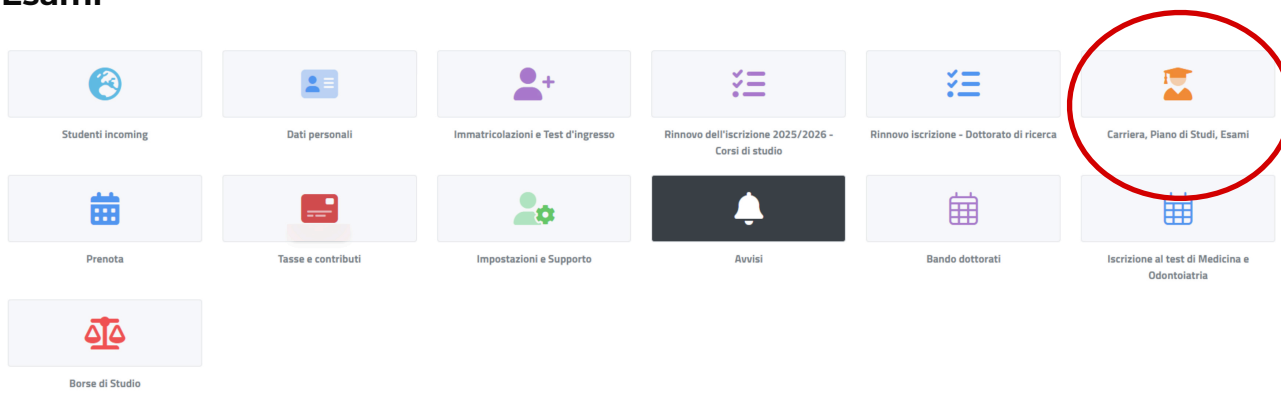 Esami
Studenti incoming
Dati personali
Immatricolazioni e Test d'ingresso
Rinnovo dell'iscrizione 2025/2026 -
Corsi di studio
Rinnovo iscrizione - Dottorato di ricerca
Carriera, Piano di Studi, Esami
Prenota
Tasse e contributi
Impostazioni e Supporto
Avvisi
Bando dottorati
Iscrizione al test di Medicina e
Odontoiatria
Borse di Studio